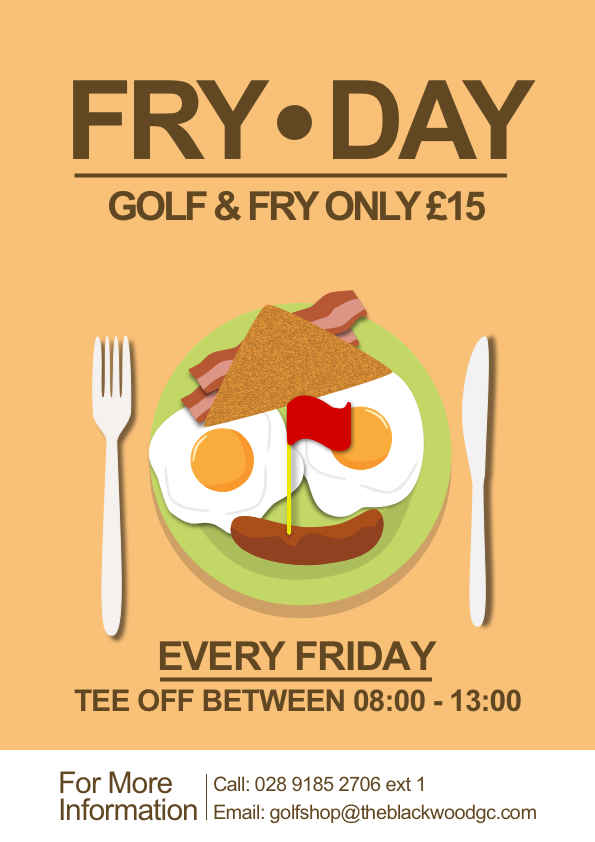 FRY•DAY
GOLF & FRY ONLY £15
EVERY FRIDAY
TEE OFF BETWEEN 08:00 - 13:00
For More
Information
Call: 028 9185 2706 ext 1
Email: golfshop@theblackwoodgc.com